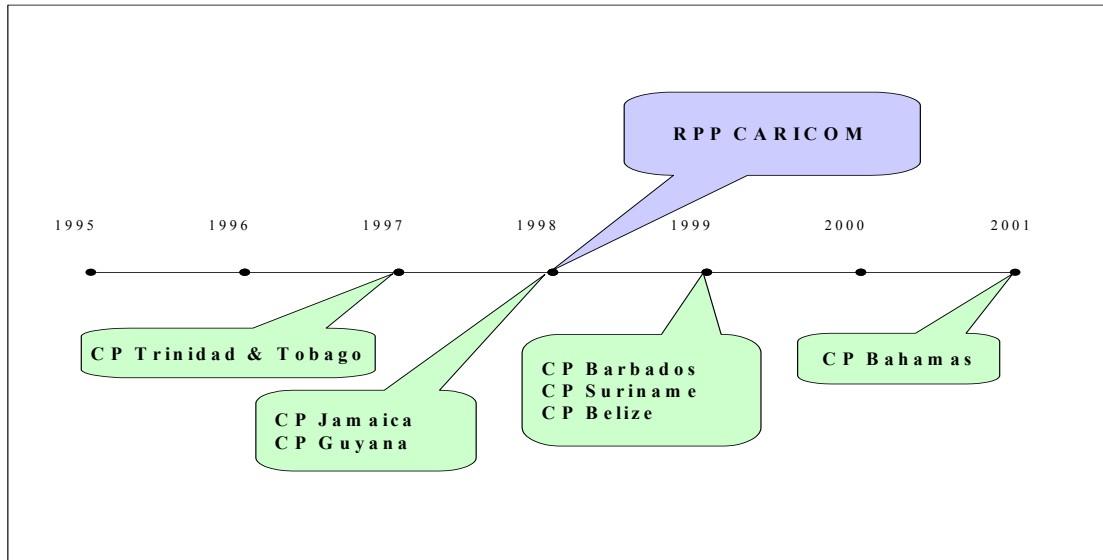 RPP CARICOM
1995 1996 1997 1998 1999 2000 2001
CP Trinidad & Tobago
CP Jamaica
CP Guyana
CP Barbados
CP Suriname
CP Belize
CP Bahamas